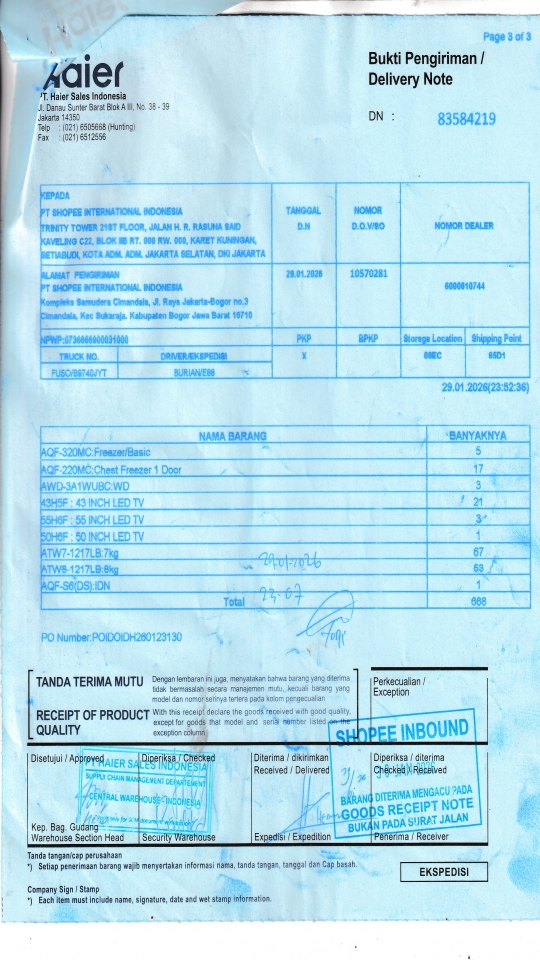 Page 3 of 3
Haier
Bukti Pengiriman /
Delivery Note
PT. Haier Sales Indonesia
Jl. Danau Sunter Barat Blok A III, No. 38 - 39
Jakarta 14350
Telp : (021) 6505668 (Hunting)
Fax : (021) 6512556
DN : 83584219
KEPADA
PT SHOPEE INTERNATIONAL INDONESIA
TRINITY TOWER 21ST FLOOR, JALAN H. R. RASUNA SAID
KAVELING C22, BLOK IIB RT. 000 RW. 000, KARET KUNINGAN,
SETIABUDI, KOTA ADM. ADM. JAKARTA SELATAN, DKI JAKARTA
TANGGAL
D.N
NOMOR
D.O.V/SO
NOMOR DEALER
ALAMAT PENGIRIMAN
PT SHOPEE INTERNATIONAL INDONESIA
Kompleks Samudera Cimandala, Jl. Raya Jakarta-Bogor no.3
Cimandala, Kec Sukaraja. Kabupaten Bogor Jawa Barat 16710
29.01.2026
10570281
PKP
BPKP
Storege Location
Shipping Point
TRUCK NO.
DRIVER/EKSPEDISI
X
00EC
65D1
29.01.2026(23:52:36)
NAMA BARANG BANYAKNYA
AQF-320MC:Freezer/Basic 5
AQF-220MC:Chest Freezer 1 Door 17
AWD-3A1WUBC:WD 3
43H5F : 43 INCH LED TV 21
55H6F : 55 INCH LED TV 3
50H6F : 50 INCH LED TV 1
ATW7-1217LB:7kg 67
29-01-2026
AQF-S6(DS):IDN 1
23-07
Total 668
PO Number:POIDOIDH260123130
TANDA TERIMA MUTU
Dengan lembaran ini juga, menyatakan bahwa barang yang diterima
tidak bermasalah secara manajemen mutu, kecuali barang yang
model dan nomor serinya tertera pada kolom pengecualian
RECEIPT OF PRODUCT
QUALITY
With this receipt declare the goods received with good quality,
except for goods that model and serial number listed on the
exception column
Perkecualian /
Exception
SHOPEE INBOUND
BARANG DITERIMA MENGACU PADA
GOODS RECEIPT NOTE
BUKAN PADA SURAT JALAN
Disetujui / Approved
Diperiksa / Checked
Diterima / dikirimkan
Received / Delivered
Diperiksa / diterima
Checked / Received
PT HAIER SALES INDONESIA
SUPPLY CHAIN MANAGEMENT DEPARTEMENT
CENTRAL WAREHOUSE-INDONESIA
Kep. Bag. Gudang
Warehouse Section Head
Security Warehouse
Expedisi / Expedition
Penerima / Receiver
Tanda tangan/cap perusahaan
*) Setiap penerimaan barang wajib menyertakan informasi nama, tanda tangan, tanggal dan Cap basah.
EKSPEDISI
Company Sign / Stamp
*) Each item must include name, signature, date and wet stamp information.